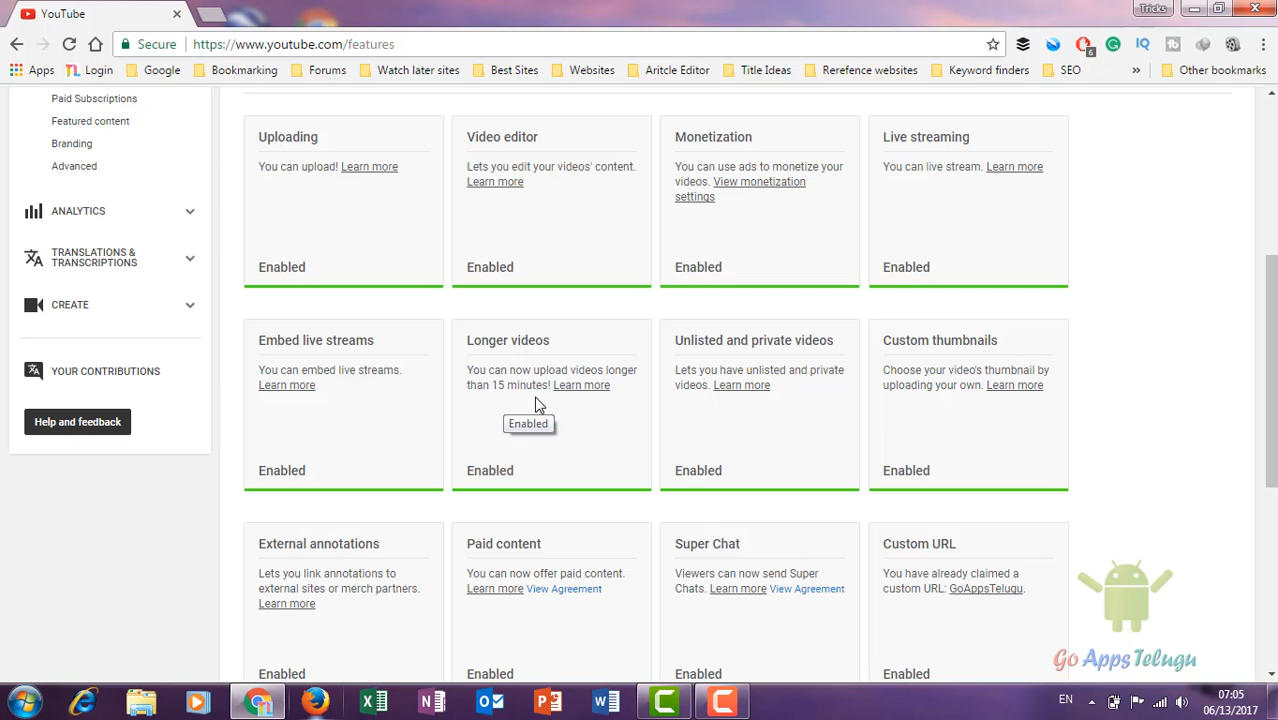 YouTube
Tricks
Secure
https://www.youtube.com/features
6
Apps
Login
Google
Bookmarking
Forums
Watch later sites
Best Sites
Websites
Aritcle Editor
Title Ideas
Rerefence websites
Keyword finders
SEO
»
Other bookmarks
Paid Subscriptions
Featured content
Branding
Advanced
ANALYTICS
TRANSLATIONS &
TRANSCRIPTIONS
CREATE
YOUR CONTRIBUTIONS
Help and feedback
Uploading
You can upload! Learn more
Enabled
Video editor
Lets you edit your videos' content.
Learn more
Enabled
Monetization
You can use ads to monetize your
videos. View monetization
settings
Enabled
Live streaming
You can live stream. Learn more
Enabled
Embed live streams
You can embed live streams.
Learn more
Enabled
Longer videos
You can now upload videos longer
than 15 minutes! Learn more
Enabled
Enabled
Unlisted and private videos
Lets you have unlisted and private
videos. Learn more
Enabled
Custom thumbnails
Choose your video's thumbnail by
uploading your own. Learn more
Enabled
External annotations
Lets you link annotations to
external sites or merch partners.
Learn more
Enabled
Paid content
You can now offer paid content.
Learn more View Agreement
Enabled
Super Chat
Viewers can now send Super
Chats. Learn more View Agreement
Enabled
Custom URL
You have already claimed a
custom URL: GoAppsTelugu.
Enabled
Go AppsTelugu
EN
07:05
06/13/2017